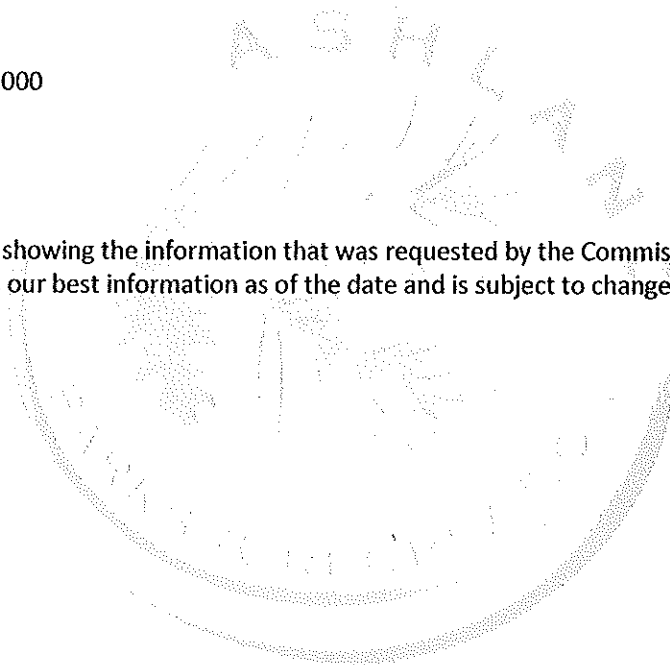 ASHLAN
000
showing the information that was requested by the Commis
our best information as of the date and is subject to change